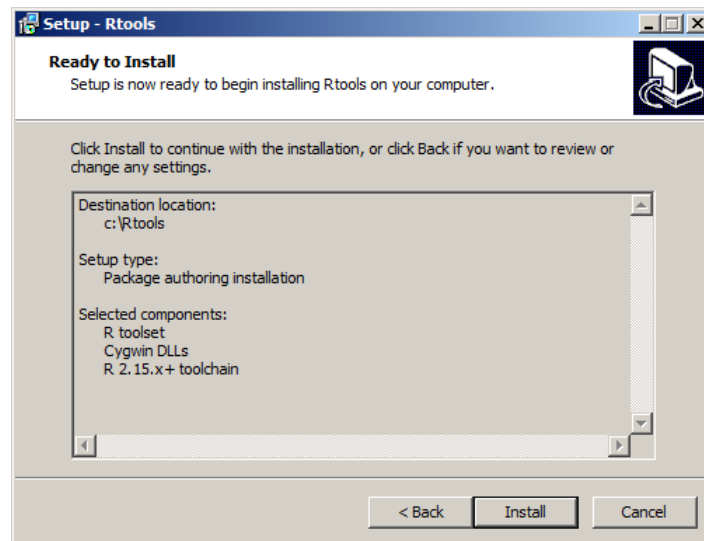 Setup - Rtools
Ready to Install
Setup is now ready to begin installing Rtools on your computer.
Click Install to continue with the installation, or click Back if you want to review or
change any settings.
Destination location:
c:\Rtools
Setup type:
Package authoring installation
Selected components:
R toolset
Cygwin DLLs
R 2.15.x+ toolchain
< Back
Install
Cancel